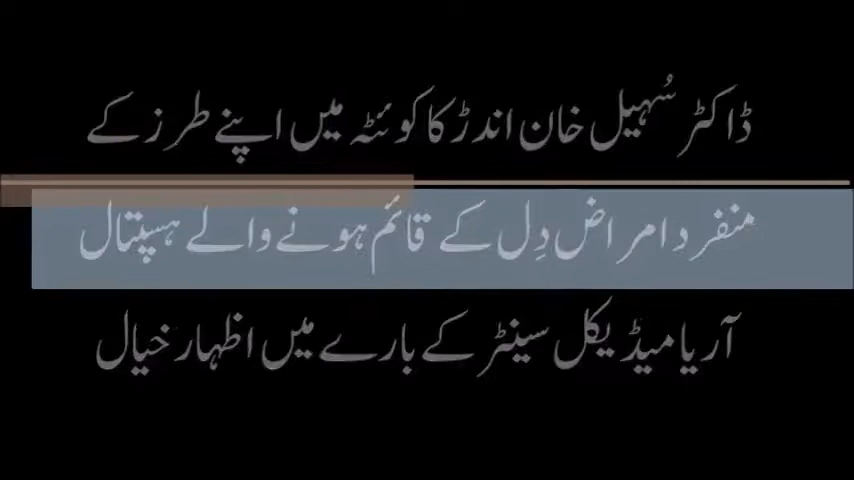 ڈاکٹر سُہیل خان اندڑ کا کوئٹہ میں اپنے طرز کے
منفرد امراض دِل کے قائم ہونے والے ہسپتال
آریا میڈیکل سینٹر کے بارے میں اظہار خیال